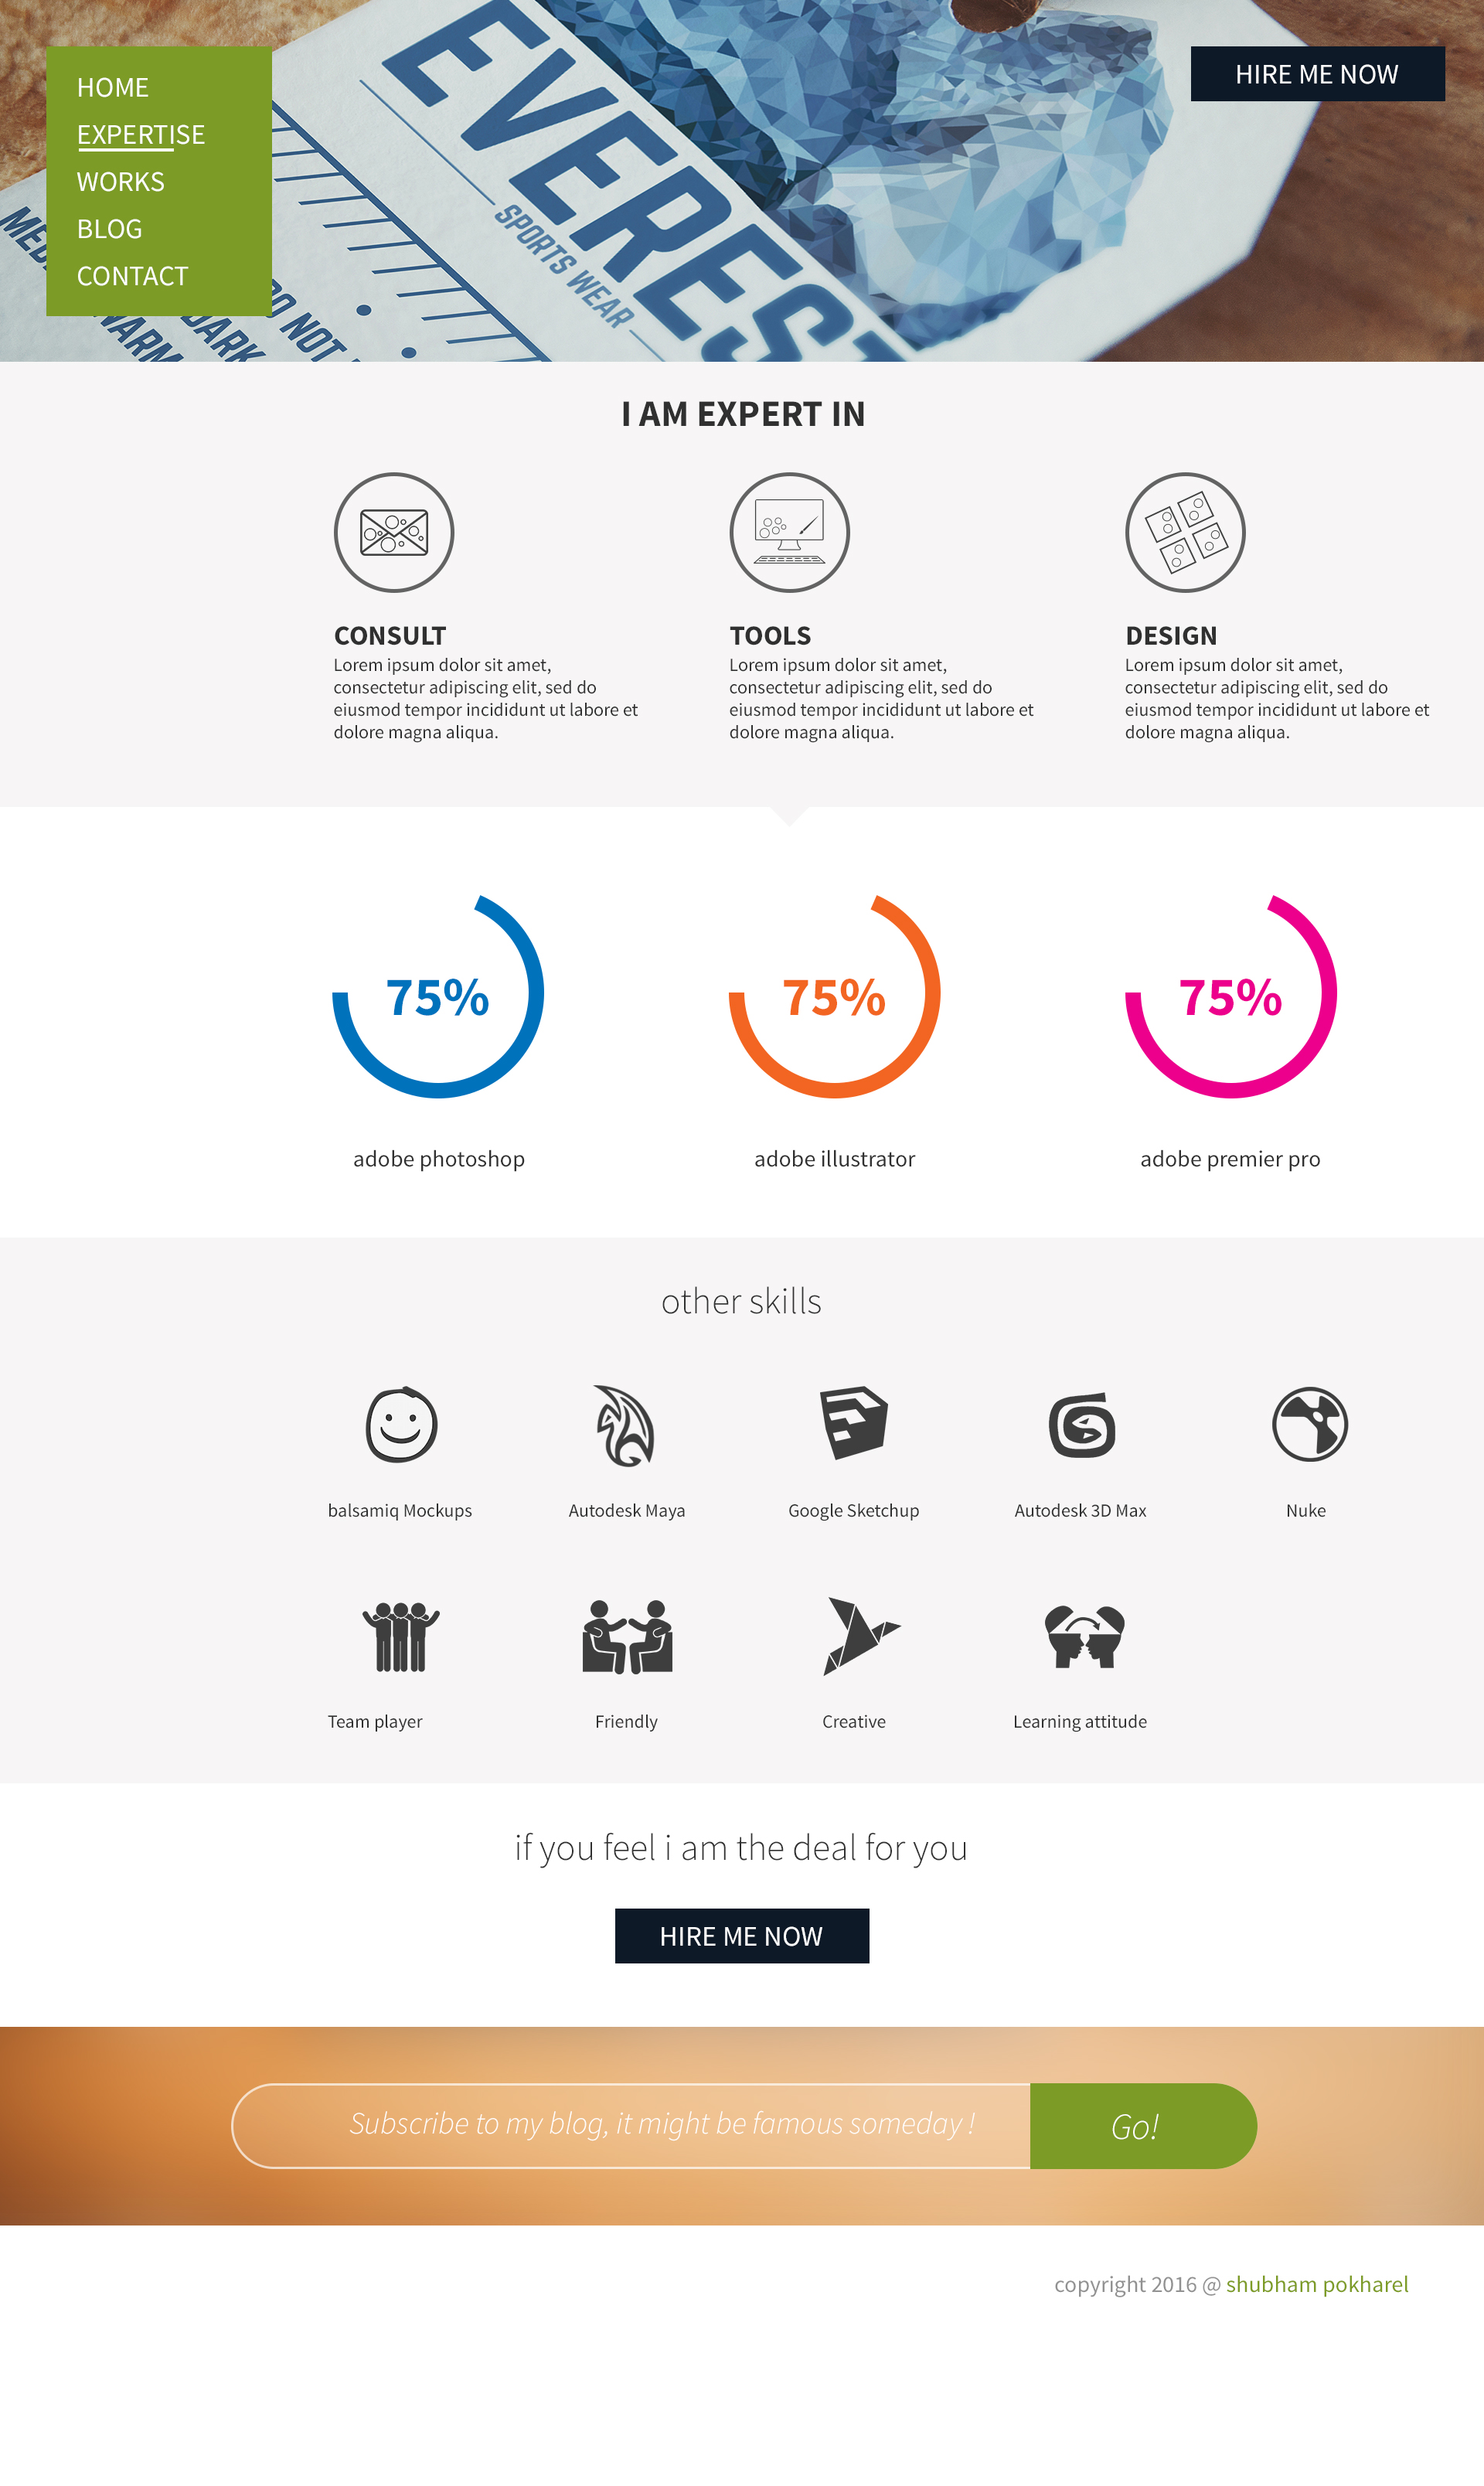 HOME
EXPERTISE
WORKS
BLOG
CONTACT
HIRE ME NOW
EVEREST
SPORTS WEAR
DO NOT
DARK
WARM
I AM EXPERT IN
CONSULT
Lorem ipsum dolor sit amet,
consectetur adipiscing elit, sed do
eiusmod tempor incididunt ut labore et
dolore magna aliqua.
TOOLS
Lorem ipsum dolor sit amet,
consectetur adipiscing elit, sed do
eiusmod tempor incididunt ut labore et
dolore magna aliqua.
DESIGN
Lorem ipsum dolor sit amet,
consectetur adipiscing elit, sed do
eiusmod tempor incididunt ut labore et
dolore magna aliqua.
75%
75%
75%
adobe photoshop
adobe illustrator
adobe premier pro
other skills
balsamiq Mockups
Autodesk Maya
Google Sketchup
Autodesk 3D Max
Nuke
Team player
Friendly
Creative
Learning attitude
if you feel i am the deal for you
HIRE ME NOW
Subscribe to my blog, it might be famous someday !
Go!
copyright 2016 @ shubham pokharel